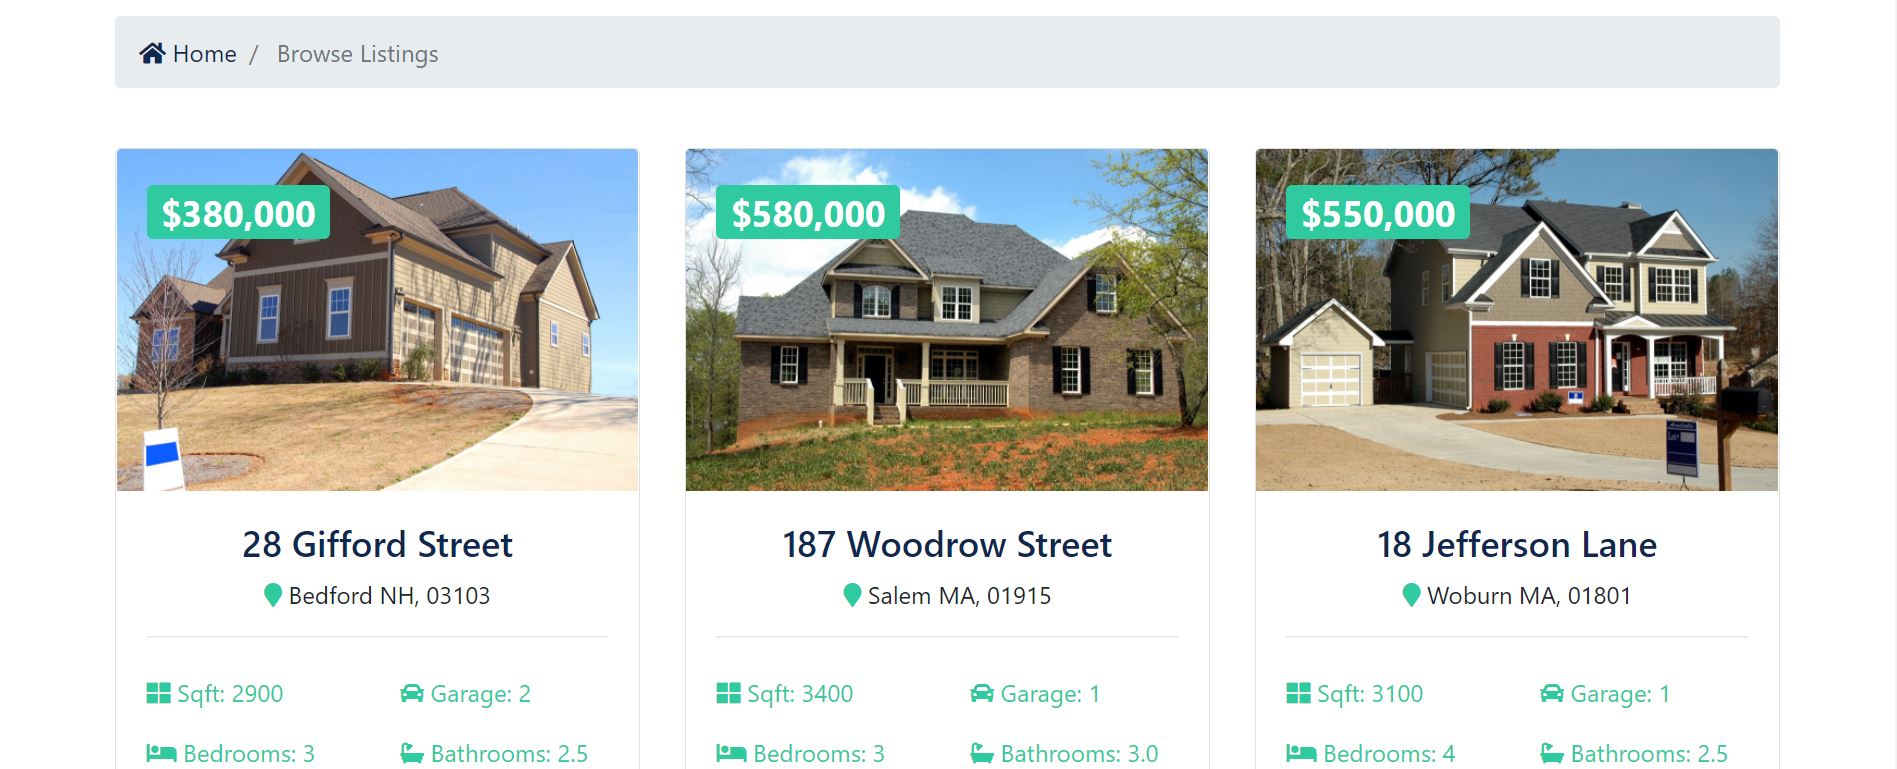 Home / Browse Listings
$380,000
28 Gifford Street
Bedford NH, 03103
Sqft: 2900
Garage: 2
Bedrooms: 3
Bathrooms: 2.5
$580,000
187 Woodrow Street
Salem MA, 01915
Sqft: 3400
Garage: 1
Bedrooms: 3
Bathrooms: 3.0
$550,000
Available
18 Jefferson Lane
Woburn MA, 01801
Sqft: 3100
Garage: 1
Bedrooms: 4
Bathrooms: 2.5